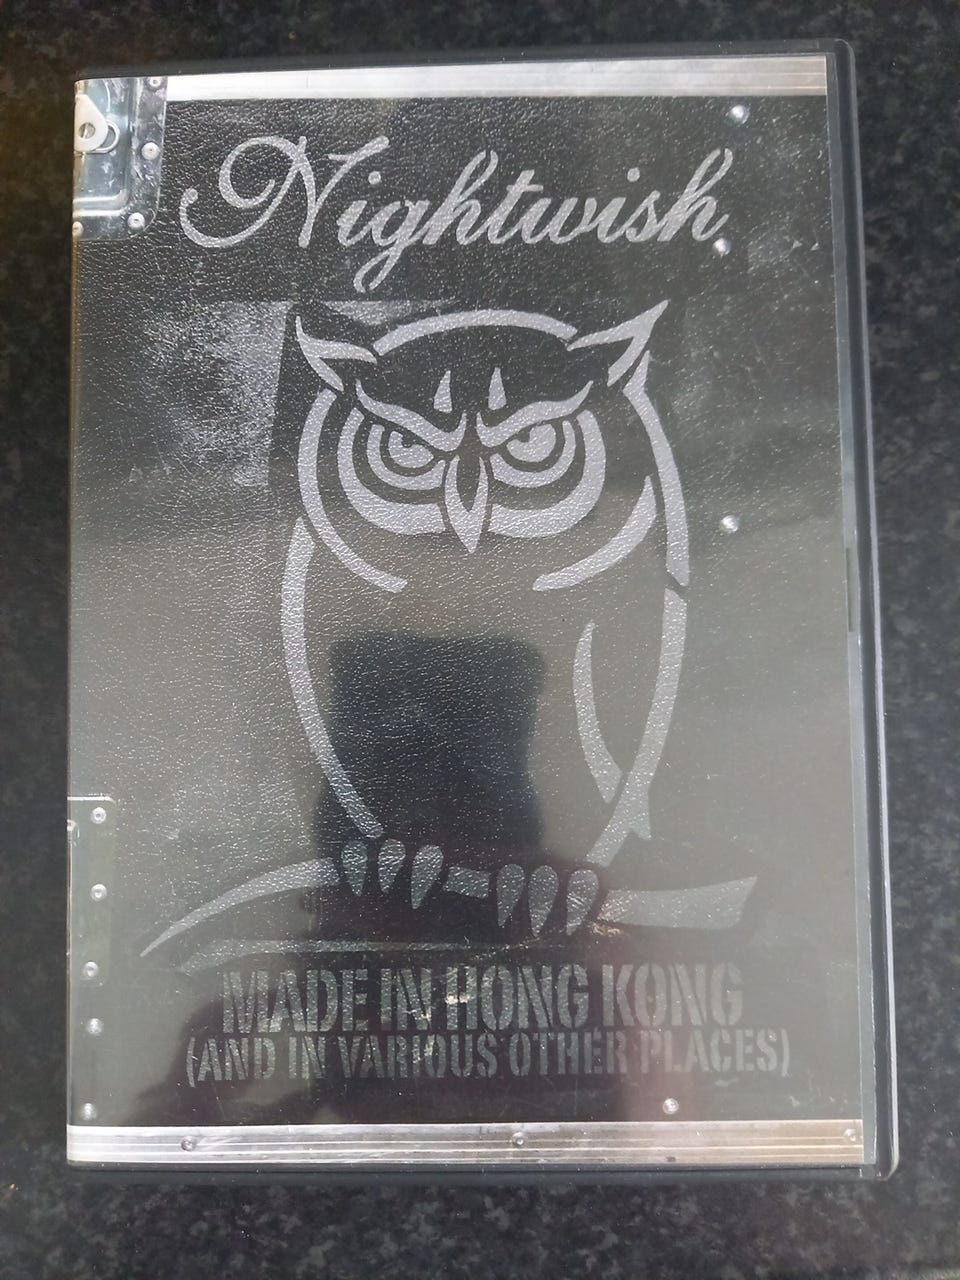 Nightwish
MADE IN HONG KONG
(AND IN VARIOUS OTHER PLACES)